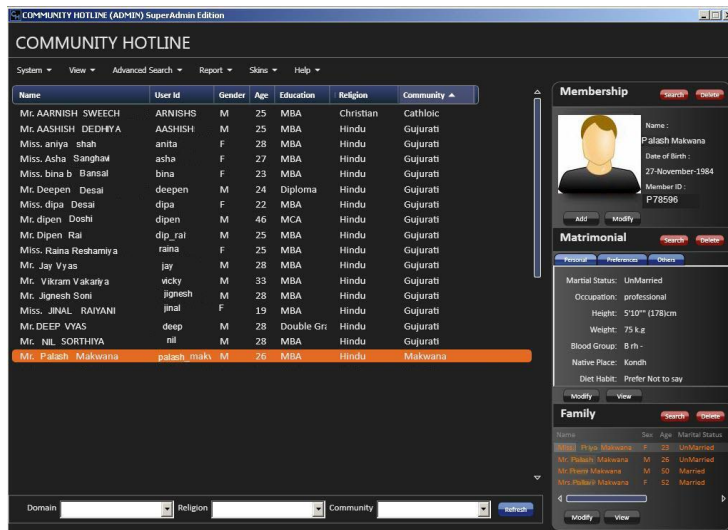 COMMUNITY HOTLINE (ADMIN) SuperAdmin Edition
COMMUNITY HOTLINE
System View Advanced Search Report Skins Help
Name User Id Gender Age Education Religion Community
Mr. AARNISH SWEECH ARNISHS M 25 MBA Christian Cathloic
Mr. AASHISH DEDHIYA AASHISH M 25 MBA Hindu Gujurati
Miss. aniya shah anita F 28 MBA Hindu Gujurati
Miss. Asha Sanghavi asha F 27 MBA Hindu Gujurati
Miss. bina b Bansal bina F 23 MBA Hindu Gujurati
Mr. Deepen Desai deepen M 24 Diploma Hindu Gujurati
Miss. dipa Desai dipa F 22 MBA Hindu Gujurati
Mr. dipen Doshi dipen M 46 MCA Hindu Gujurati
Mr. Dipen Rai dip_rai M 25 MBA Hindu Gujurati
Miss. Raina Reshamiya raina F 25 MBA Hindu Gujurati
Mr. Jay Vyas jay M 28 MBA Hindu Gujurati
Mr. Vikram Vakariya vicky M 33 MBA Hindu Gujurati
Mr. Jignesh Soni jignesh M 28 MBA Hindu Gujurati
Miss. JINAL RAIYANI jinal F 19 MBA Hindu Gujurati
Mr. DEEP VYAS deep M 28 Double Gra Hindu Gujurati
Mr. NIL SORTHIYA nil M 28 MBA Hindu Gujurati
Mr. Palash Makwana palash_makv M 26 MBA Hindu Makwana
Domain Religion Community Refresh
Membership Search Delete
Name :
Palash Makwana
Date of Birth :
27-November-1984
Member ID :
P78596
Add Modify
Matrimonial Search Delete
Personal Preferences Others
Martial Status: UnMarried
Occupation: professional
Height: 5'10"" (178)cm
Weight: 75 k.g
Blood Group: B rh -
Native Place: Kondh
Diet Habit: Prefer Not to say
Modify View
Family Search Delete
Name Sex Age Marital Status
Miss. Priya Makwana F 23 UnMarried
Mr. Palash Makwana M 26 UnMarried
Mr. Makwana M 50 Married
Mrs. Pallavi Makwana F 52 Married
Modify View